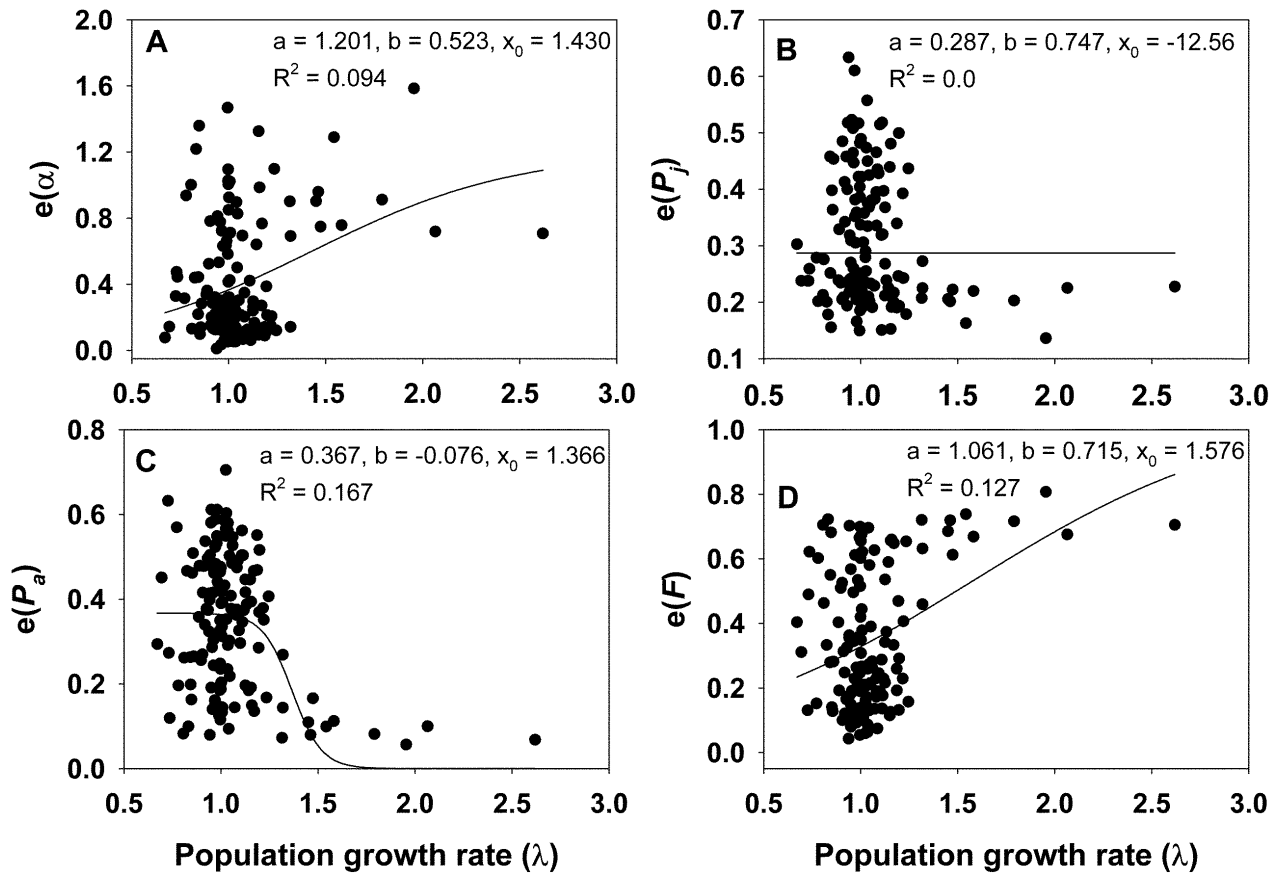 A
a = 1.201, b = 0.523, x0 = 1.430
R2 = 0.094
e(α)
2.0
1.6
1.2
0.8
0.4
0.0
0.5 1.0 1.5 2.0 2.5 3.0
B
a = 0.287, b = 0.747, x0 = -12.56
R2 = 0.0
e(Pj)
0.7
0.6
0.5
0.4
0.3
0.2
0.1
0.5 1.0 1.5 2.0 2.5 3.0
C
a = 0.367, b = -0.076, x0 = 1.366
R2 = 0.167
e(Pa)
0.8
0.6
0.4
0.2
0.0
0.5 1.0 1.5 2.0 2.5 3.0
Population growth rate (λ)
D
a = 1.061, b = 0.715, x0 = 1.576
R2 = 0.127
e(F)
1.0
0.8
0.6
0.4
0.2
0.0
0.5 1.0 1.5 2.0 2.5 3.0
Population growth rate (λ)